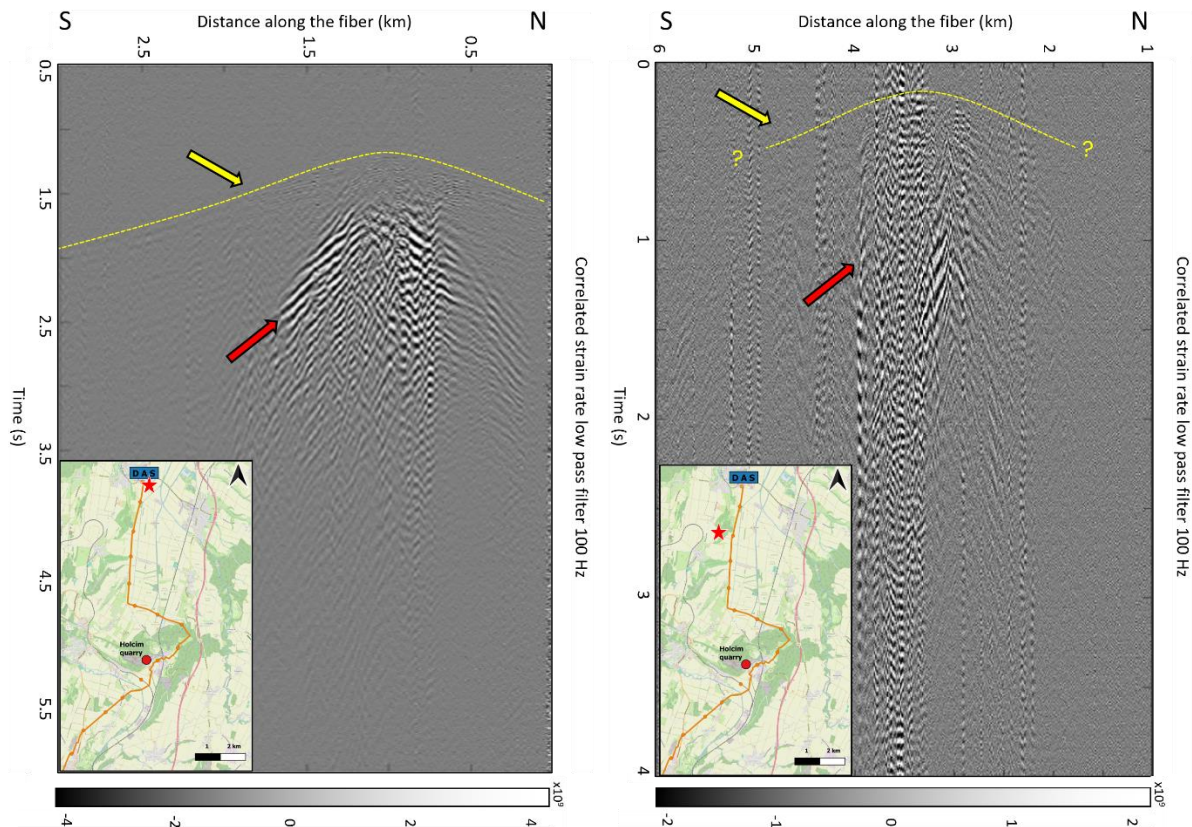 S Distance along the fiber (km) N
2.5 1.5 0.5
0.5
1.5
2.5
3.5
4.5
5.5
Time (s)
Correlated strain rate low pass filter 100 Hz
DAS
Holcim
quarry
1 2 km
x10⁹
-4 -2 0 2 4
S Distance along the fiber (km) N
6 5 4 3 2 1
0
1
2
3
4
Time (s)
Correlated strain rate low pass filter 100 Hz
? ?
DAS
Holcim
quarry
1 2 km
x10⁹
-2 -1 0 1 2